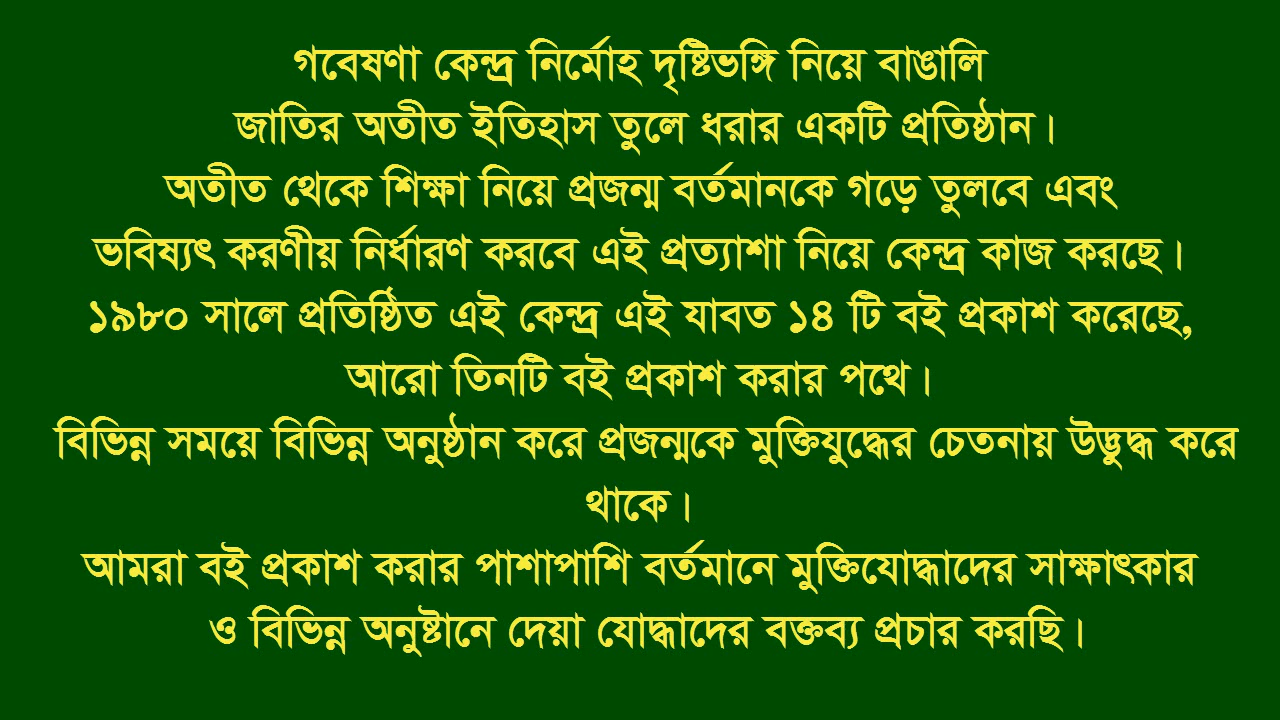 গবেষণা কেন্দ্র নির্মোহ দৃষ্টিভঙ্গি নিয়ে বাঙালি
জাতির অতীত ইতিহাস তুলে ধরার একটি প্রতিষ্ঠান।
অতীত থেকে শিক্ষা নিয়ে প্রজন্ম বর্তমানকে গড়ে তুলবে এবং
ভবিষ্যৎ করণীয় নির্ধারণ করবে এই প্রত্যাশা নিয়ে কেন্দ্র কাজ করছে।
১৯৮০ সালে প্রতিষ্ঠিত এই কেন্দ্র এই যাবত ১৪ টি বই প্রকাশ করেছে,
আরো তিনটি বই প্রকাশ করার পথে।
বিভিন্ন সময়ে বিভিন্ন অনুষ্ঠান করে প্রজন্মকে মুক্তিযুদ্ধের চেতনায় উদ্ভুদ্ধ করে
থাকে।
আমরা বই প্রকাশ করার পাশাপাশি বর্তমানে মুক্তিযোদ্ধাদের সাক্ষাৎকার
ও বিভিন্ন অনুষ্টানে দেয়া যোদ্ধাদের বক্তব্য প্রচার করছি।